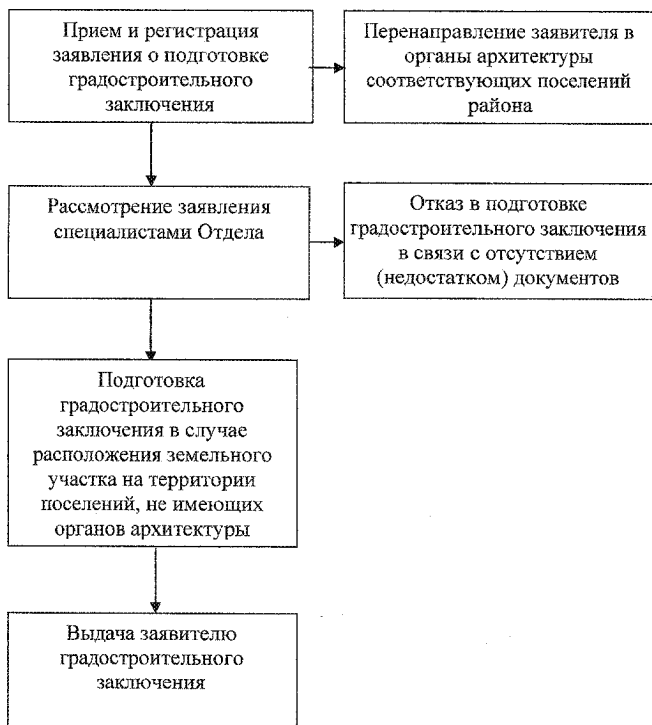 Прием и регистрация
заявления о подготовке
градостроительного
заключения
Перенаправление заявителя в
органы архитектуры
соответствующих поселений
района
Рассмотрение заявления
специалистами Отдела
Отказ в подготовке
градостроительного заключения
в связи с отсутствием
(недостатком) документов
Подготовка
градостроительного
заключения в случае
расположения земельного
участка на территории
поселений, не имеющих
органов архитектуры
Выдача заявителю
градостроительного
заключения